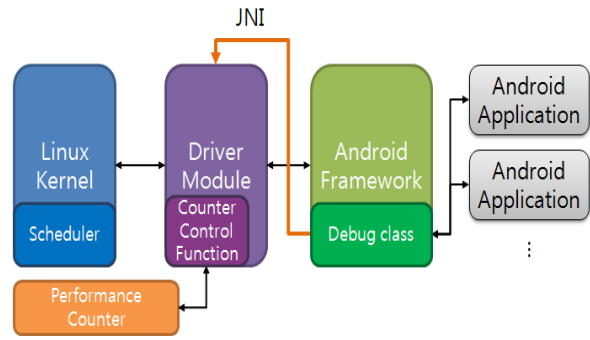 JNI
Linux
Kernel
Scheduler
Driver
Module
Counter
Control
Function
Android
Framework
Debug class
Android
Application
Android
Application
⋮
Performance
Counter